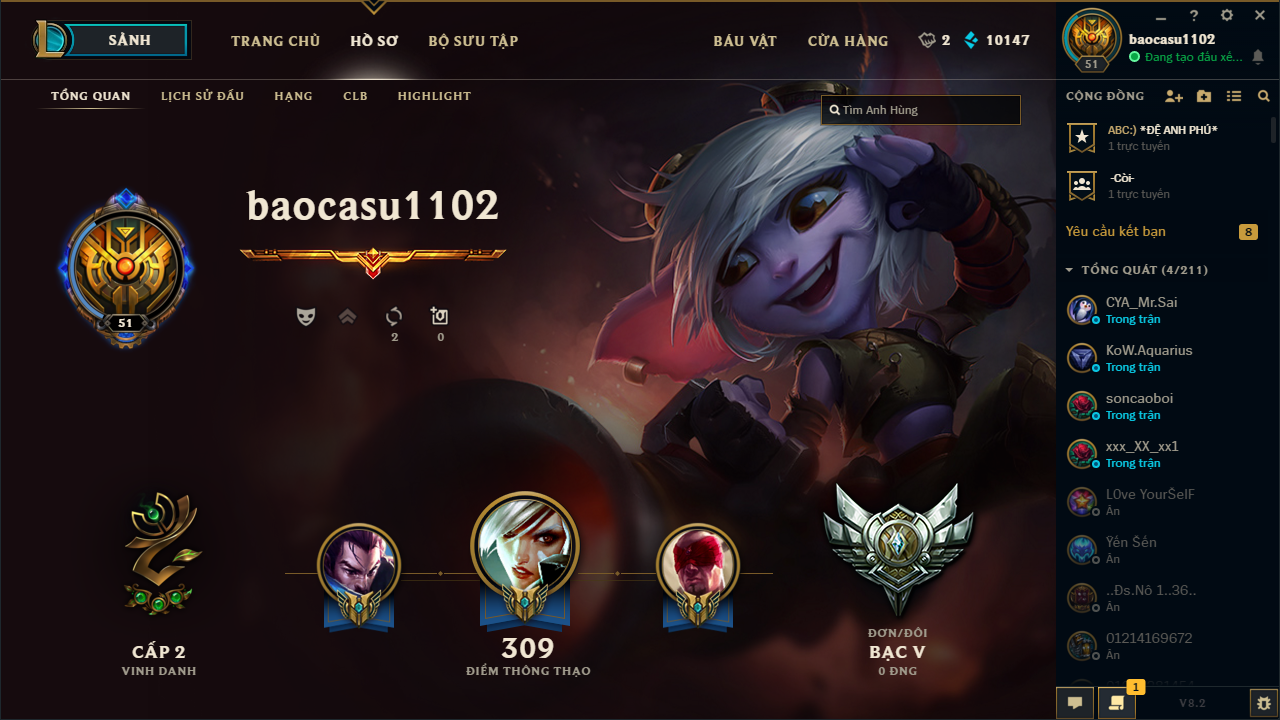 SẢNH
TRANG CHỦ
HỒ SƠ
BỘ SƯU TẬP
BÁU VẬT
CỬA HÀNG
2
10147
TỔNG QUAN
LỊCH SỬ ĐẤU
HẠNG
CLB
HIGHLIGHT
Tìm Anh Hùng
baocasu1102
51
2
0
CẤP 2
VINH DANH
309
ĐIỂM THÔNG THẠO
ĐƠN/ĐÔI
BẠC V
0 ĐNG
51
baocasu1102
Đang tạo đấu xế...
CỘNG ĐỒNG
ABC:) *ĐỆ ANH PHÚ*
1 trực tuyến
-Còi-
1 trực tuyến
Yêu cầu kết bạn
8
TỔNG QUÁT (4/211)
CYA_Mr.Sai
Trong trận
KoW.Aquarius
Trong trận
soncaoboi
Trong trận
xxx_XX_xx1
Trong trận
L0ve YourŠelF
Ẩn
Ÿến Šến
Ẩn
..Đs.Nô 1..36..
Ẩn
01214169672
Ẩn
1
V8.2